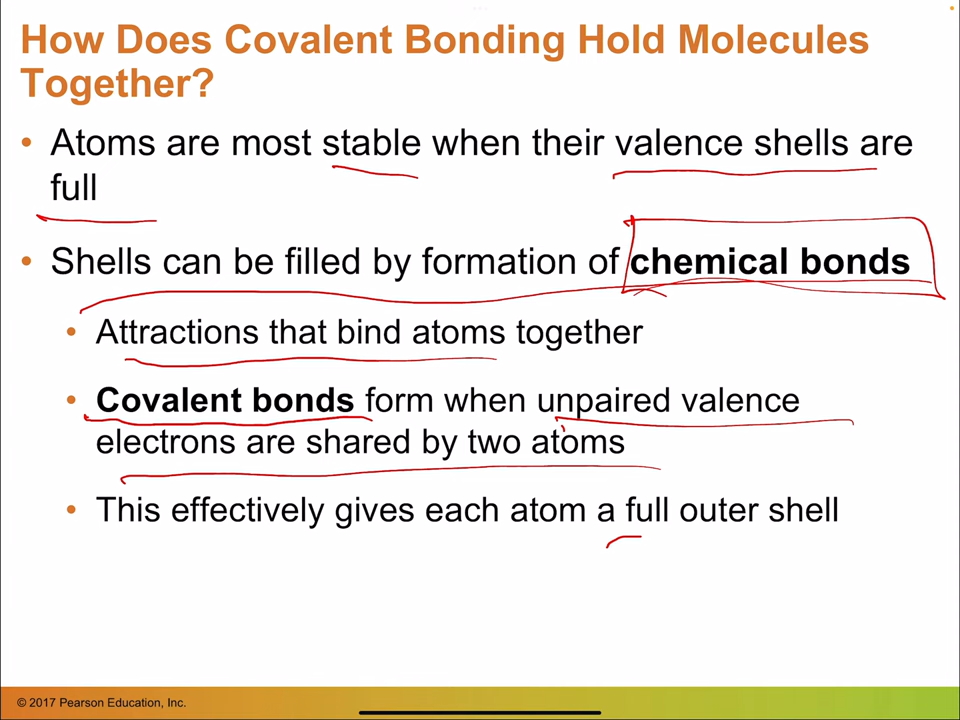 How Does Covalent Bonding Hold Molecules
Together?
• Atoms are most stable when their valence shells are
full
• Shells can be filled by formation of chemical bonds
• Attractions that bind atoms together
• Covalent bonds form when unpaired valence
electrons are shared by two atoms
• This effectively gives each atom a full outer shell
© 2017 Pearson Education, Inc.